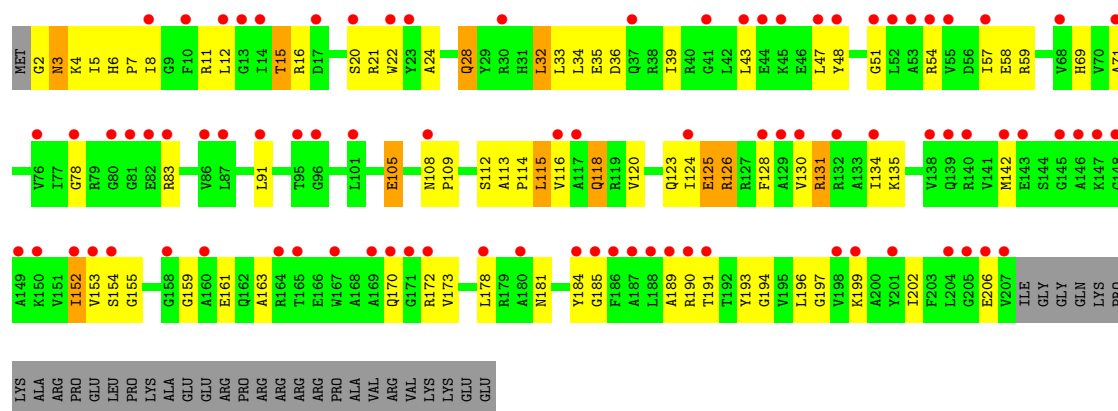 MET G2 N3 K4 I5 H6 P7 I8 G9 F10 R11 L12 G13 I14 T15 R16 D17 S20 R21 W22 Y23 A24 Q28 Y29 R30 H31 L32 L33 L34 E35 D36 Q37 R38 I39 R40 G41 L42 L43 E44 K45 E46 L47 Y48 G51 L52 A53 R54 V55 D56 I57 E58 R59 V68 H69 V70 A71
V76 I77 G78 R79 G80 G81 E82 R83 V86 L87 L91 T95 G96 L101 E105 N108 P109 S112 A113 P114 L115 V116 A117 Q118 R119 V120 Q123 I124 E125 R126 R127 F128 A129 V130 R131 R132 A133 I134 K135 V138 Q139 R140 V141 M142 E143 S144 G145 A146 K147 G148
A149 K150 V151 T152 V153 S154 G155 G158 G159 A160 E161 Q162 A163 R164 T165 E166 W167 A168 A169 Q170 G171 R172 V173 L178 R179 A180 N181 Y184 G185 F186 A187 L188 A189 R190 T191 T192 Y193 G194 V195 L196 G197 V198 K199 A200 Y201 I202 F203 L204 G205 E206 V207 ILE GLY GLY GLN LYS PRO
LYS ALA ARG PRO GLU LEU PRO LYS ALA GLU GLU ARG PRO ARG ARG ARG ARG PRO ALA VAL ARG VAL LYS LYS GLU GLU